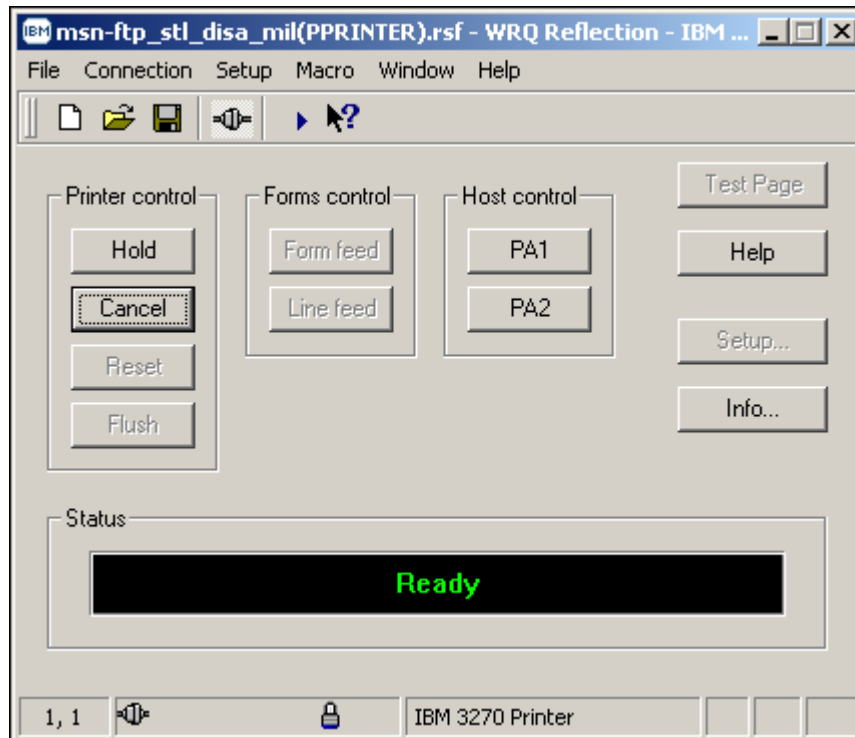 IBM msn-ftp_stl_disa_mil(PPRINTER).rsf - WRQ Reflection - IBM ...
File Connection Setup Macro Window Help
Printer control
Hold
Cancel
Reset
Flush
Forms control
Form feed
Line feed
Host control
PA1
PA2
Test Page
Help
Setup...
Info...
Status
Ready
1, 1 IBM 3270 Printer